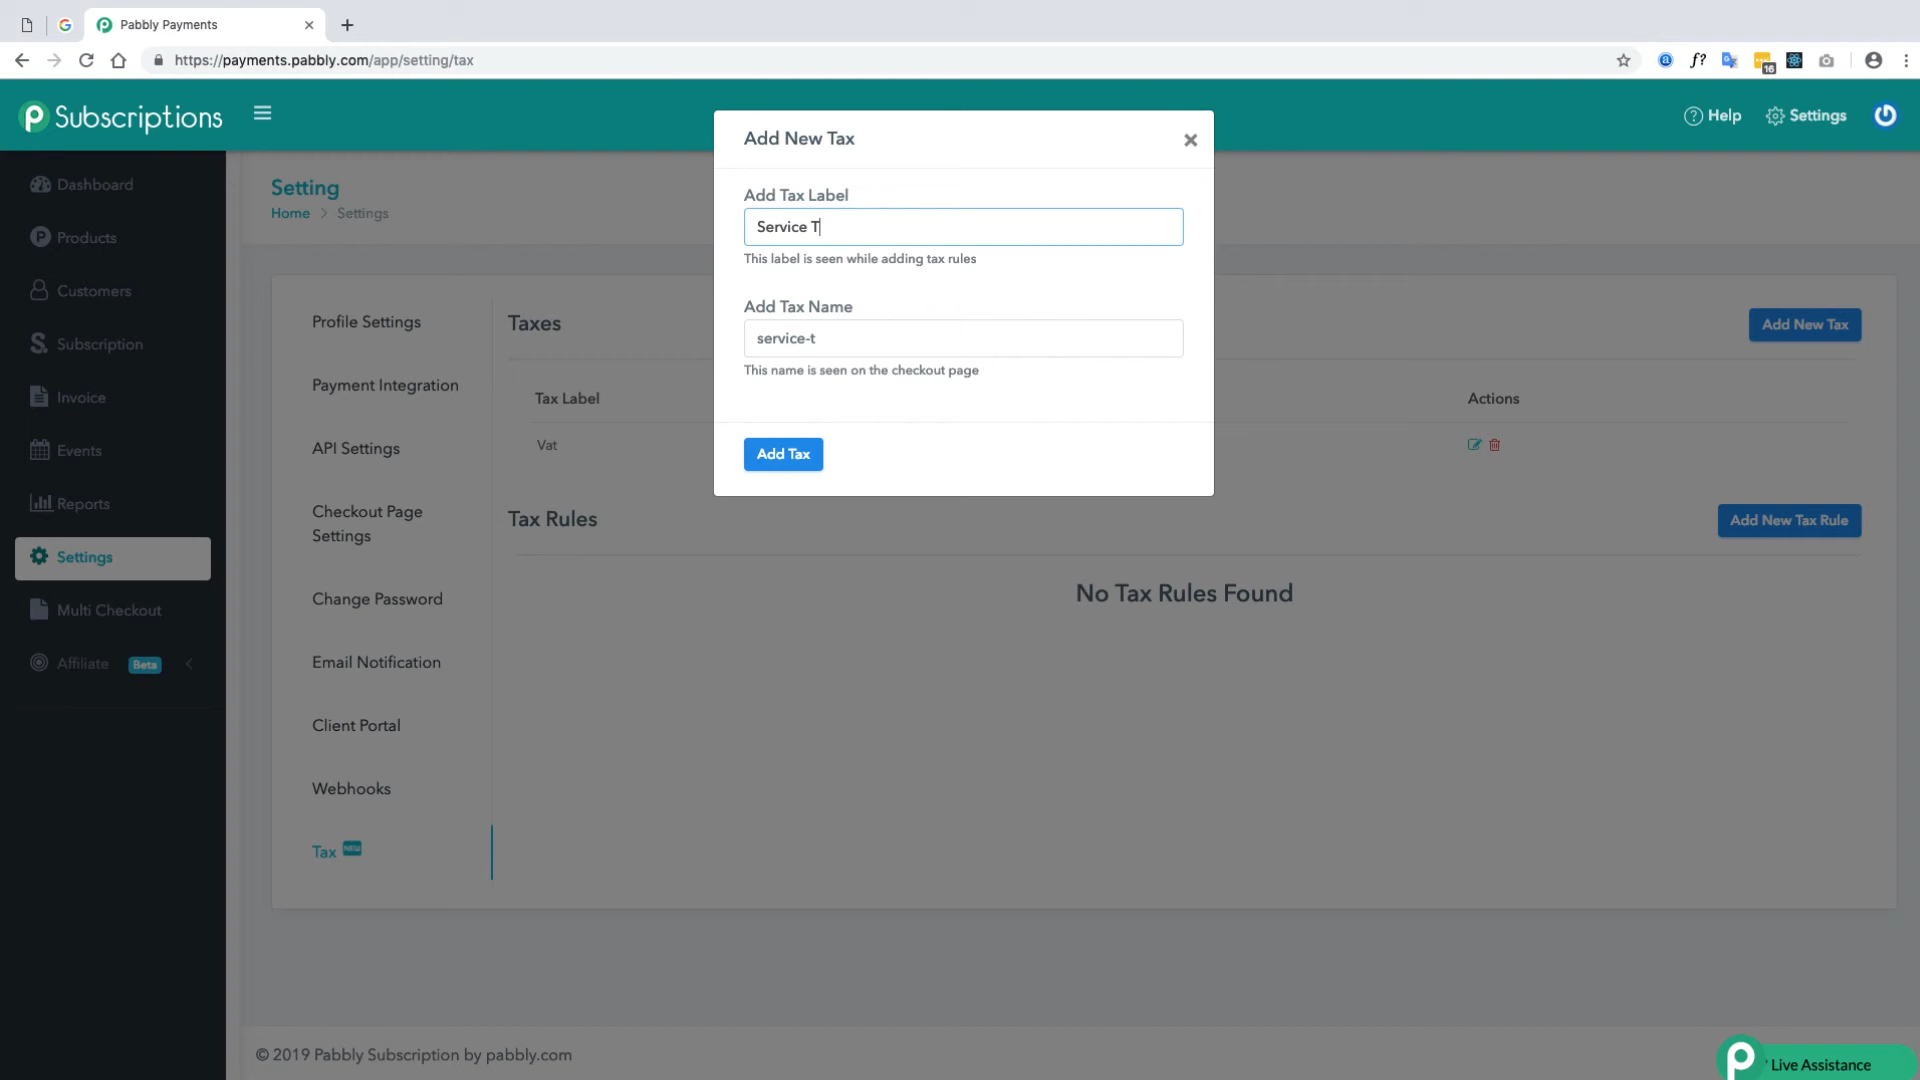 Pabbly Payments
https://payments.pabbly.com/app/setting/tax
f?
16
Subscriptions
Help
Settings
Dashboard
Products
Customers
Subscription
Invoice
Events
Reports
Settings
Multi Checkout
Affiliate Beta
Setting
Home > Settings
Profile Settings
Payment Integration
API Settings
Checkout Page
Settings
Change Password
Email Notification
Client Portal
Webhooks
Tax NEW
Taxes
Add New Tax
Tax Label
Actions
Vat
Tax Rules
Add New Tax Rule
No Tax Rules Found
Add New Tax
Add Tax Label
Service T
This label is seen while adding tax rules
Add Tax Name
service-t
This name is seen on the checkout page
Add Tax
© 2019 Pabbly Subscription by pabbly.com
Live Assistance